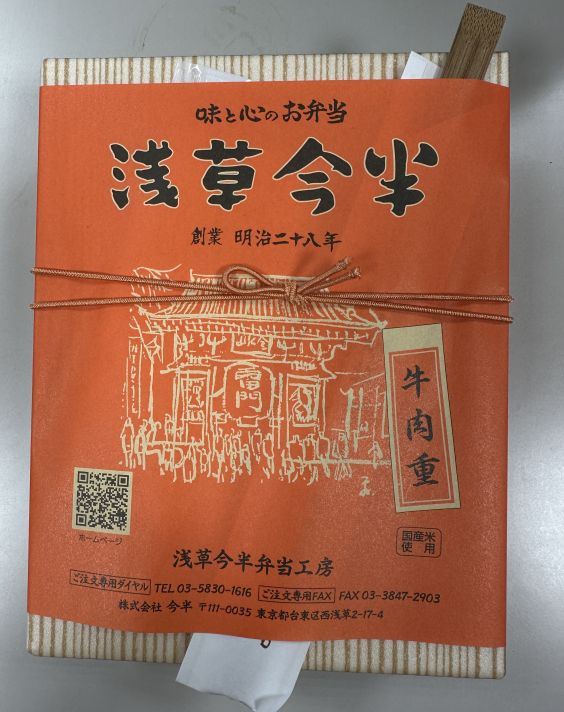 味と心のお弁当
浅草今半
創業 明治二十八年
雷門
牛肉重
ホームページ
国産米
使用
浅草今半弁当工房
ご注文専用ダイヤル TEL 03-5830-1616 ご注文専用FAX FAX 03-3847-2903
株式会社 今半 〒111-0035 東京都台東区西浅草2-17-4